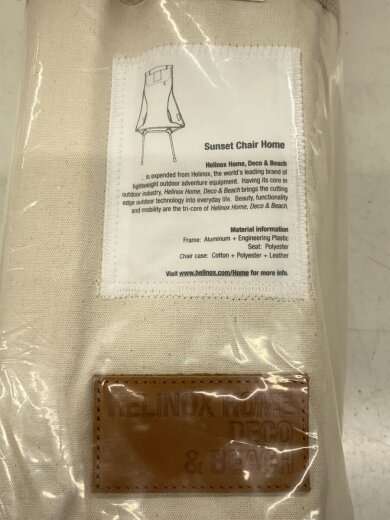 Sunset Chair Home
Helinox Home, Deco & Beach
is expended from Helinox, the world's leading brand of
lightweight outdoor adventure equipment. Having its core in
outdoor industry, Helinox Home, Deco & Beach brings the cutting
edge outdoor technology into everyday life. Beauty, functionality
and mobility are the tri-core of Helinox Home, Deco & Beach.
Material information
Frame: Aluminum + Engineering Plastic
Seat: Polyester
Chair case: Cotton + Polyester + Leather
Visit www.helinox.com/Home for more info.
HELINOX HOME
DECO
& BEACH